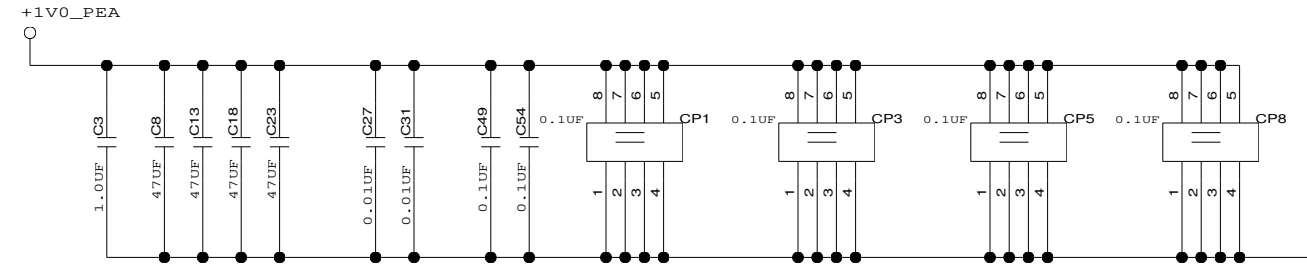 +1V0_PEA
C3
1.0UF
C8
47UF
C13
47UF
C18
47UF
C23
47UF
C27
0.01UF
C31
0.01UF
C49
0.1UF
C54
0.1UF
8 7 6 5
0.1UF CP1
1 2 3 4
8 7 6 5
0.1UF CP3
1 2 3 4
8 7 6 5
0.1UF CP5
1 2 3 4
8 7 6 5
0.1UF CP8
1 2 3 4